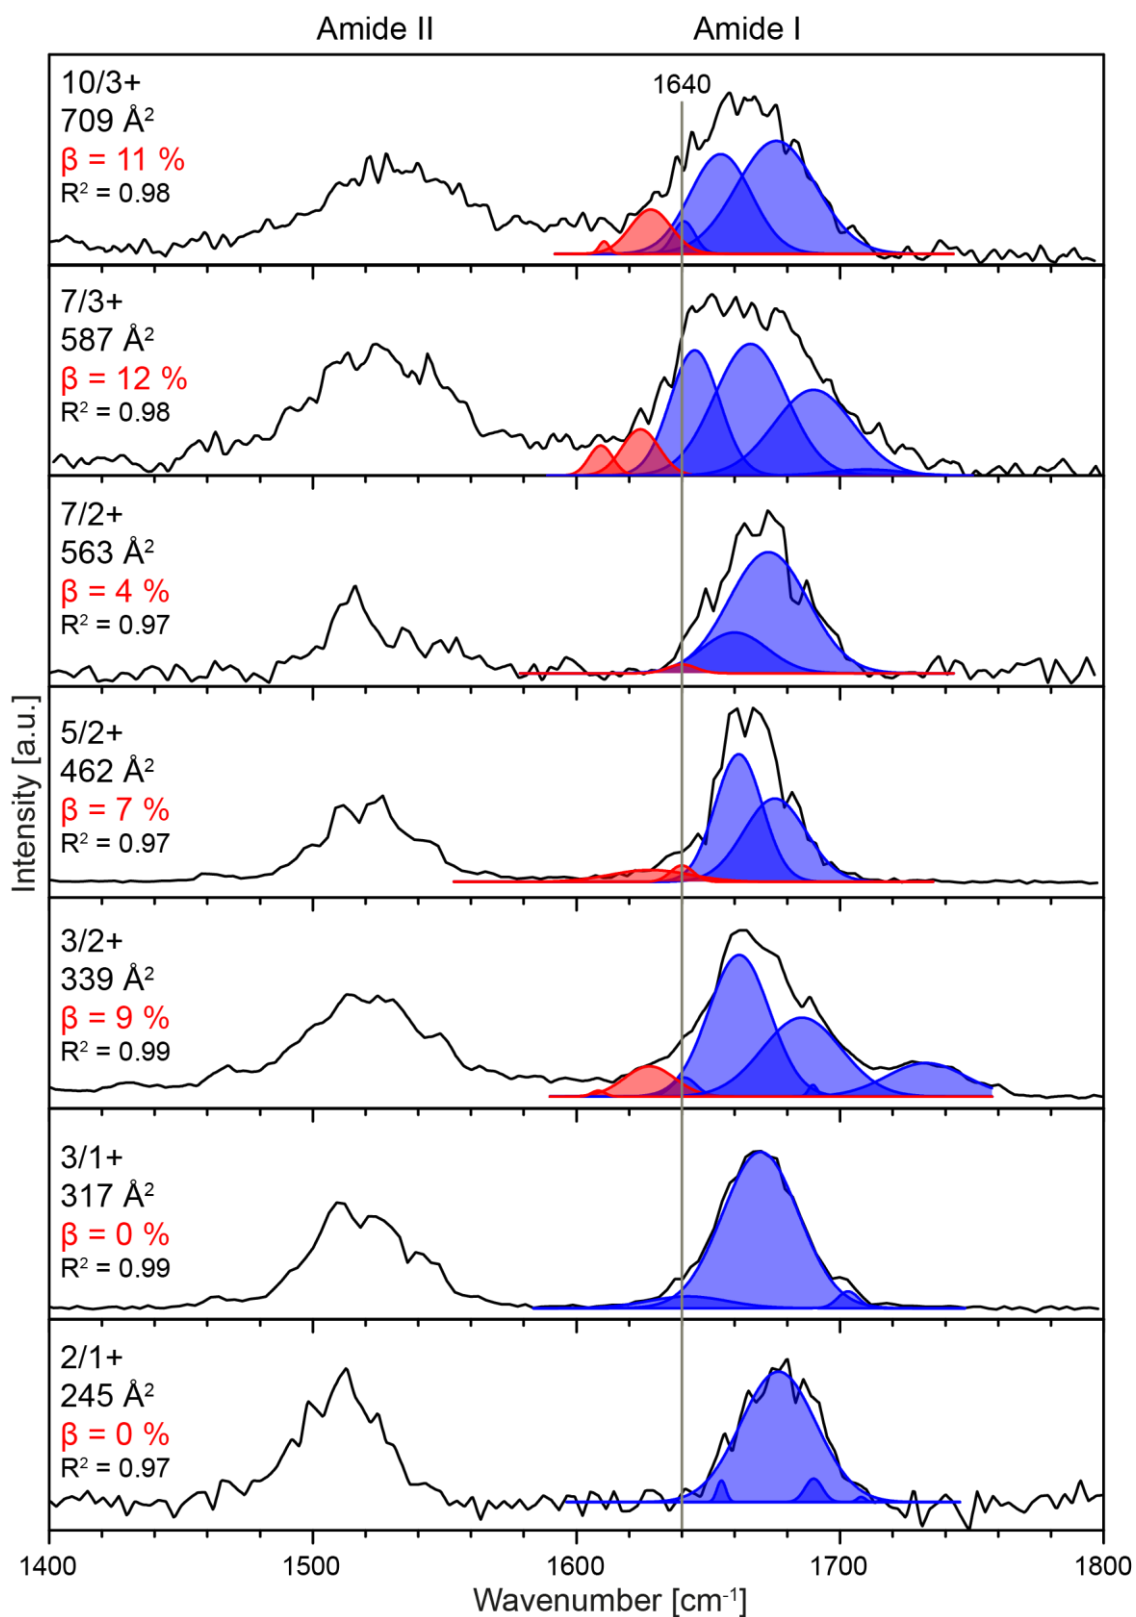 Amide II Amide I
1640
10/3+
709 Å²
β = 11 %
R² = 0.98
7/3+
587 Å²
β = 12 %
R² = 0.98
7/2+
563 Å²
β = 4 %
R² = 0.97
5/2+
462 Å²
β = 7 %
R² = 0.97
3/2+
339 Å²
β = 9 %
R² = 0.99
3/1+
317 Å²
β = 0 %
R² = 0.99
2/1+
245 Å²
β = 0 %
R² = 0.97
Intensity [a.u.]
1400 1500 1600 1700 1800
Wavenumber [cm⁻¹]